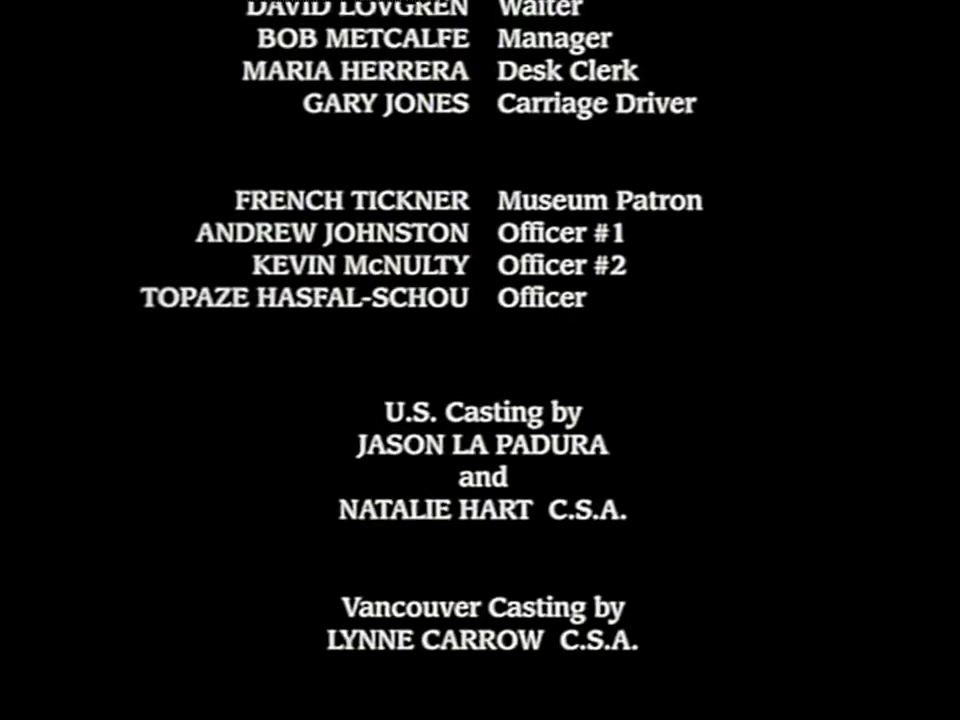 DAVID LOVGREN Waiter
BOB METCALFE Manager
MARIA HERRERA Desk Clerk
GARY JONES Carriage Driver
FRENCH TICKNER Museum Patron
ANDREW JOHNSTON Officer #1
KEVIN McNULTY Officer #2
TOPAZE HASFAL-SCHOU Officer
U.S. Casting by
JASON LA PADURA
and
NATALIE HART C.S.A.
Vancouver Casting by
LYNNE CARROW C.S.A.